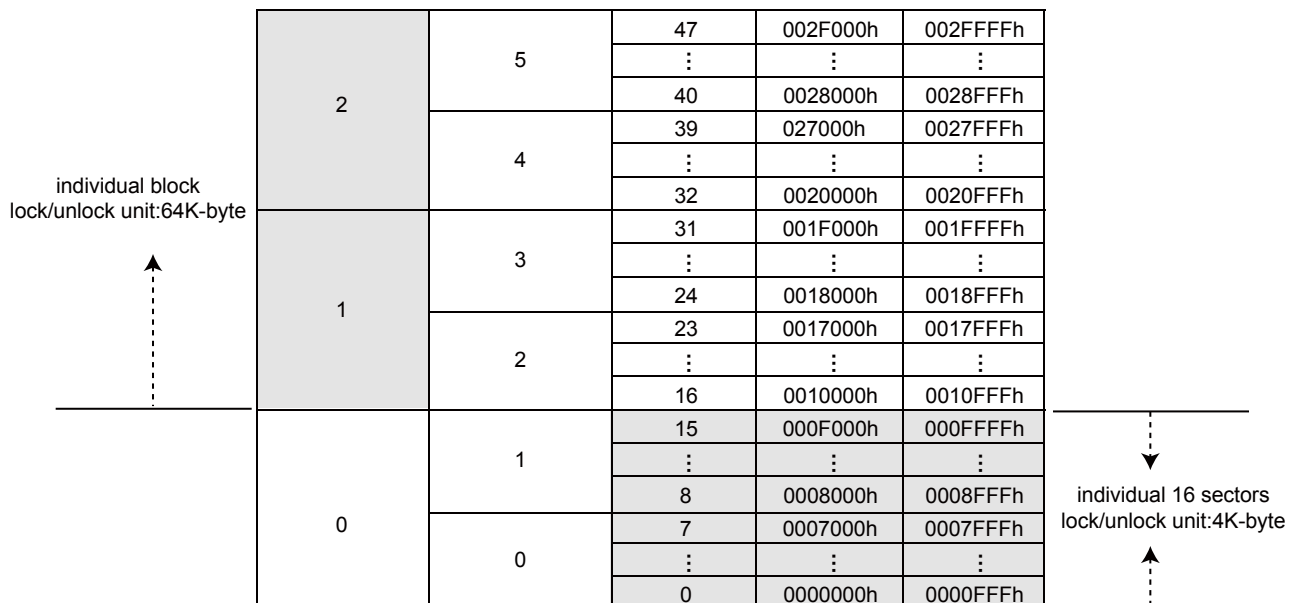 47 002F000h 002FFFFh
5
⋮ ⋮ ⋮
2
40 0028000h 0028FFFh
39 027000h 0027FFFh
4
⋮ ⋮ ⋮
individual block
lock/unlock unit:64K-byte
32 0020000h 0020FFFh
31 001F000h 001FFFFh
3
⋮ ⋮ ⋮
1
24 0018000h 0018FFFh
23 0017000h 0017FFFh
2
⋮ ⋮ ⋮
16 0010000h 0010FFFh
15 000F000h 000FFFFh
1
⋮ ⋮ ⋮
8 0008000h 0008FFFh
individual 16 sectors
lock/unlock unit:4K-byte
0
7 0007000h 0007FFFh
0
⋮ ⋮ ⋮
0 0000000h 0000FFFh